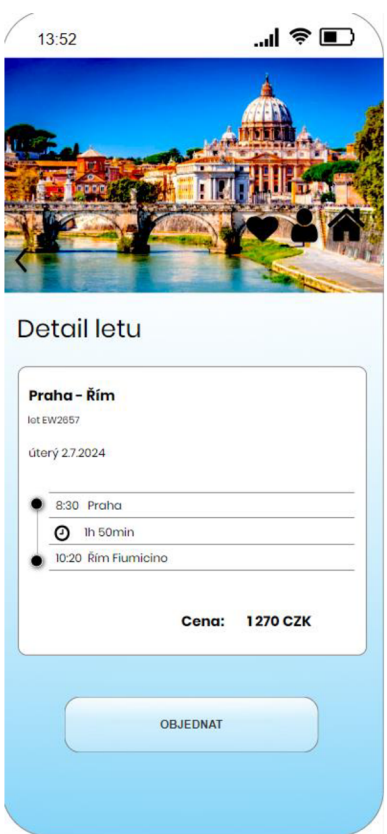 13:52
Detail letu
Praha - Řím
let EW2657
úterý 2.7.2024
8:30 Praha
1h 50min
10:20 Řím Fiumicino
Cena: 1 270 CZK
OBJEDNAT